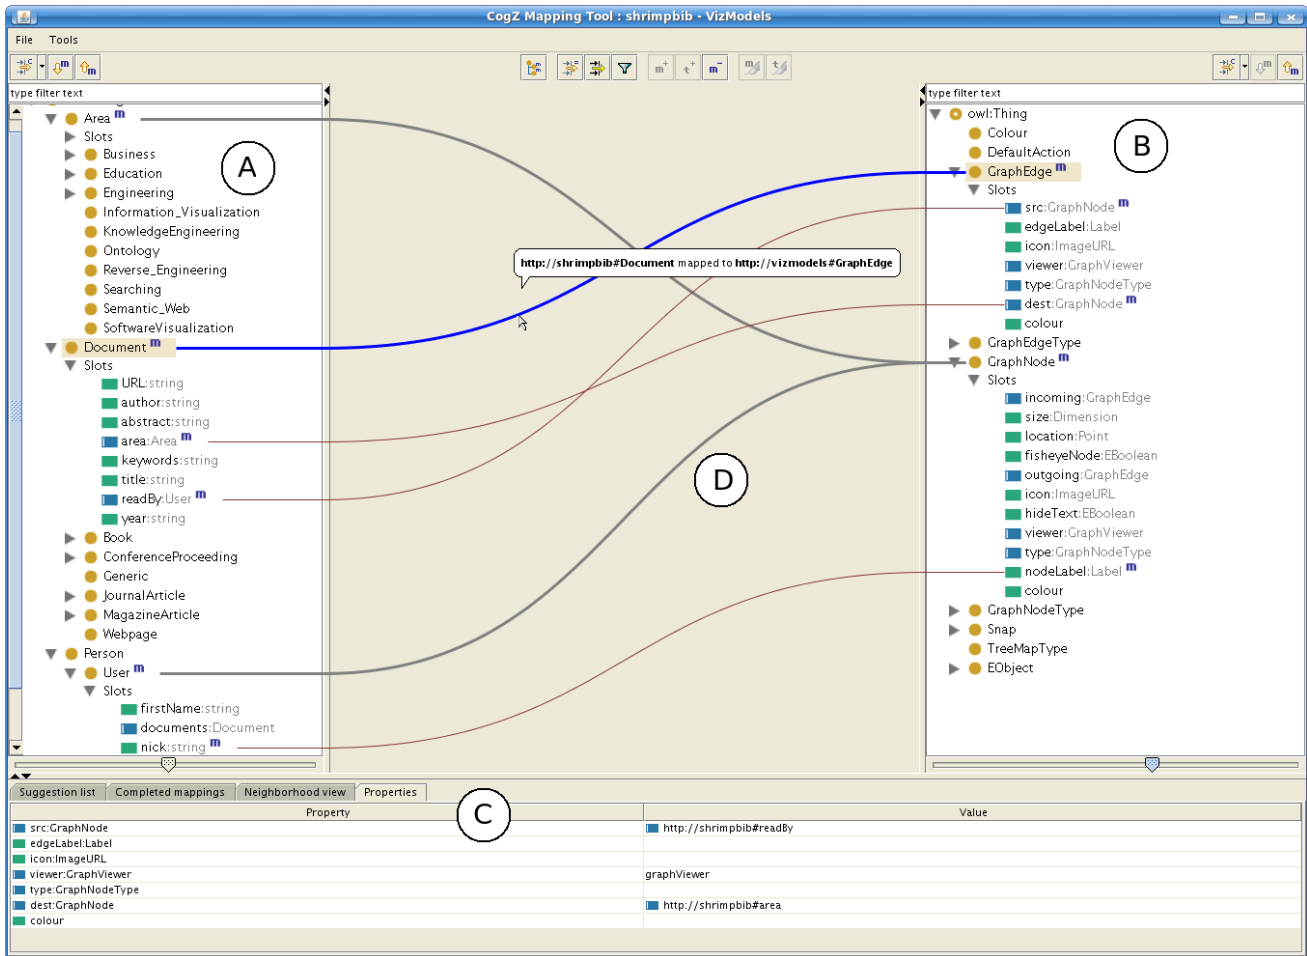 CogZ Mapping Tool : shrimpbib - VizModels
File Tools
type filter text
Area m
Slots
Business
Education
Engineering
Information_Visualization
KnowledgeEngineering
Ontology
Reverse_Engineering
Searching
Semantic_Web
SoftwareVisualization
Document m
Slots
URL:string
author:string
abstract:string
area:Area m
keywords:string
title:string
readBy:User m
year:string
Book
ConferenceProceeding
Generic
JournalArticle
MagazineArticle
Webpage
Person
User m
Slots
firstName:string
documents:Document
nick:string m
A
http://shrimpbib#Document mapped to http://vizmodels#GraphEdge
D
type filter text
owl:Thing
Colour
DefaultAction
GraphEdge m
Slots
src:GraphNode m
edgeLabel:Label
icon:ImageURL
viewer:GraphViewer
type:GraphNodeType
dest:GraphNode m
colour
GraphEdgeType
GraphNode m
Slots
incoming:GraphEdge
size:Dimension
location:Point
fisheyeNode:EBoolean
outgoing:GraphEdge
icon:ImageURL
hideText:EBoolean
viewer:GraphViewer
type:GraphNodeType
nodeLabel:Label m
colour
GraphNodeType
Snap
TreeMapType
EObject
B
Suggestion list Completed mappings Neighborhood view Properties
C
Property Value
src:GraphNode http://shrimpbib#readBy
edgeLabel:Label
icon:ImageURL
viewer:GraphViewer graphViewer
type:GraphNodeType
dest:GraphNode http://shrimpbib#area
colour